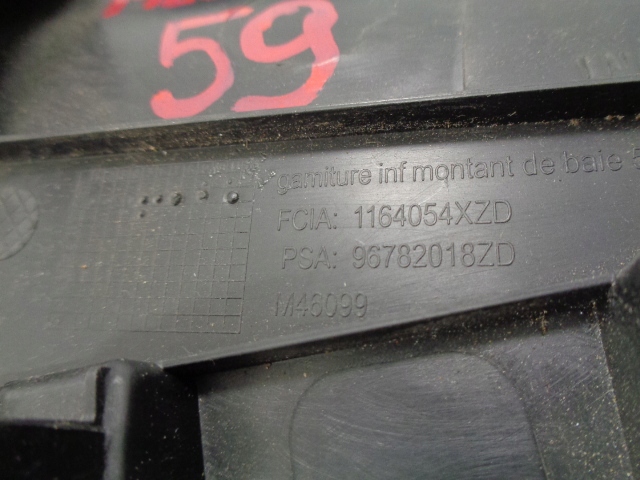 59
garniture inf montant de baie
FCIA: 1164054XZD
PSA: 96782018ZD
M46099